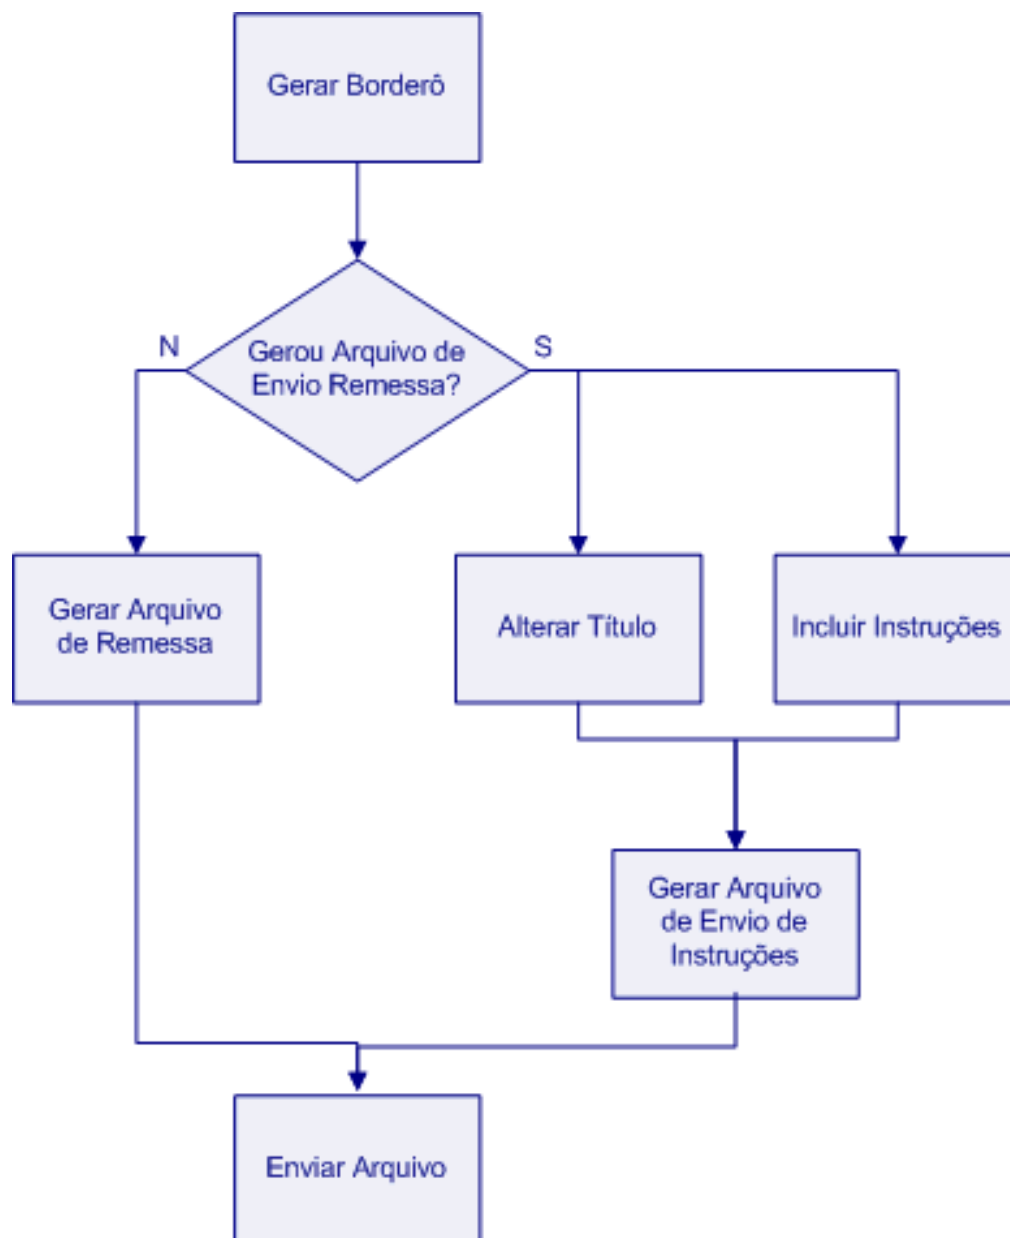 Gerar Borderô
N
S
Gerou Arquivo de
Envio Remessa?
Gerar Arquivo
de Remessa
Alterar Título
Incluir Instruções
Gerar Arquivo
de Envio de
Instruções
Enviar Arquivo